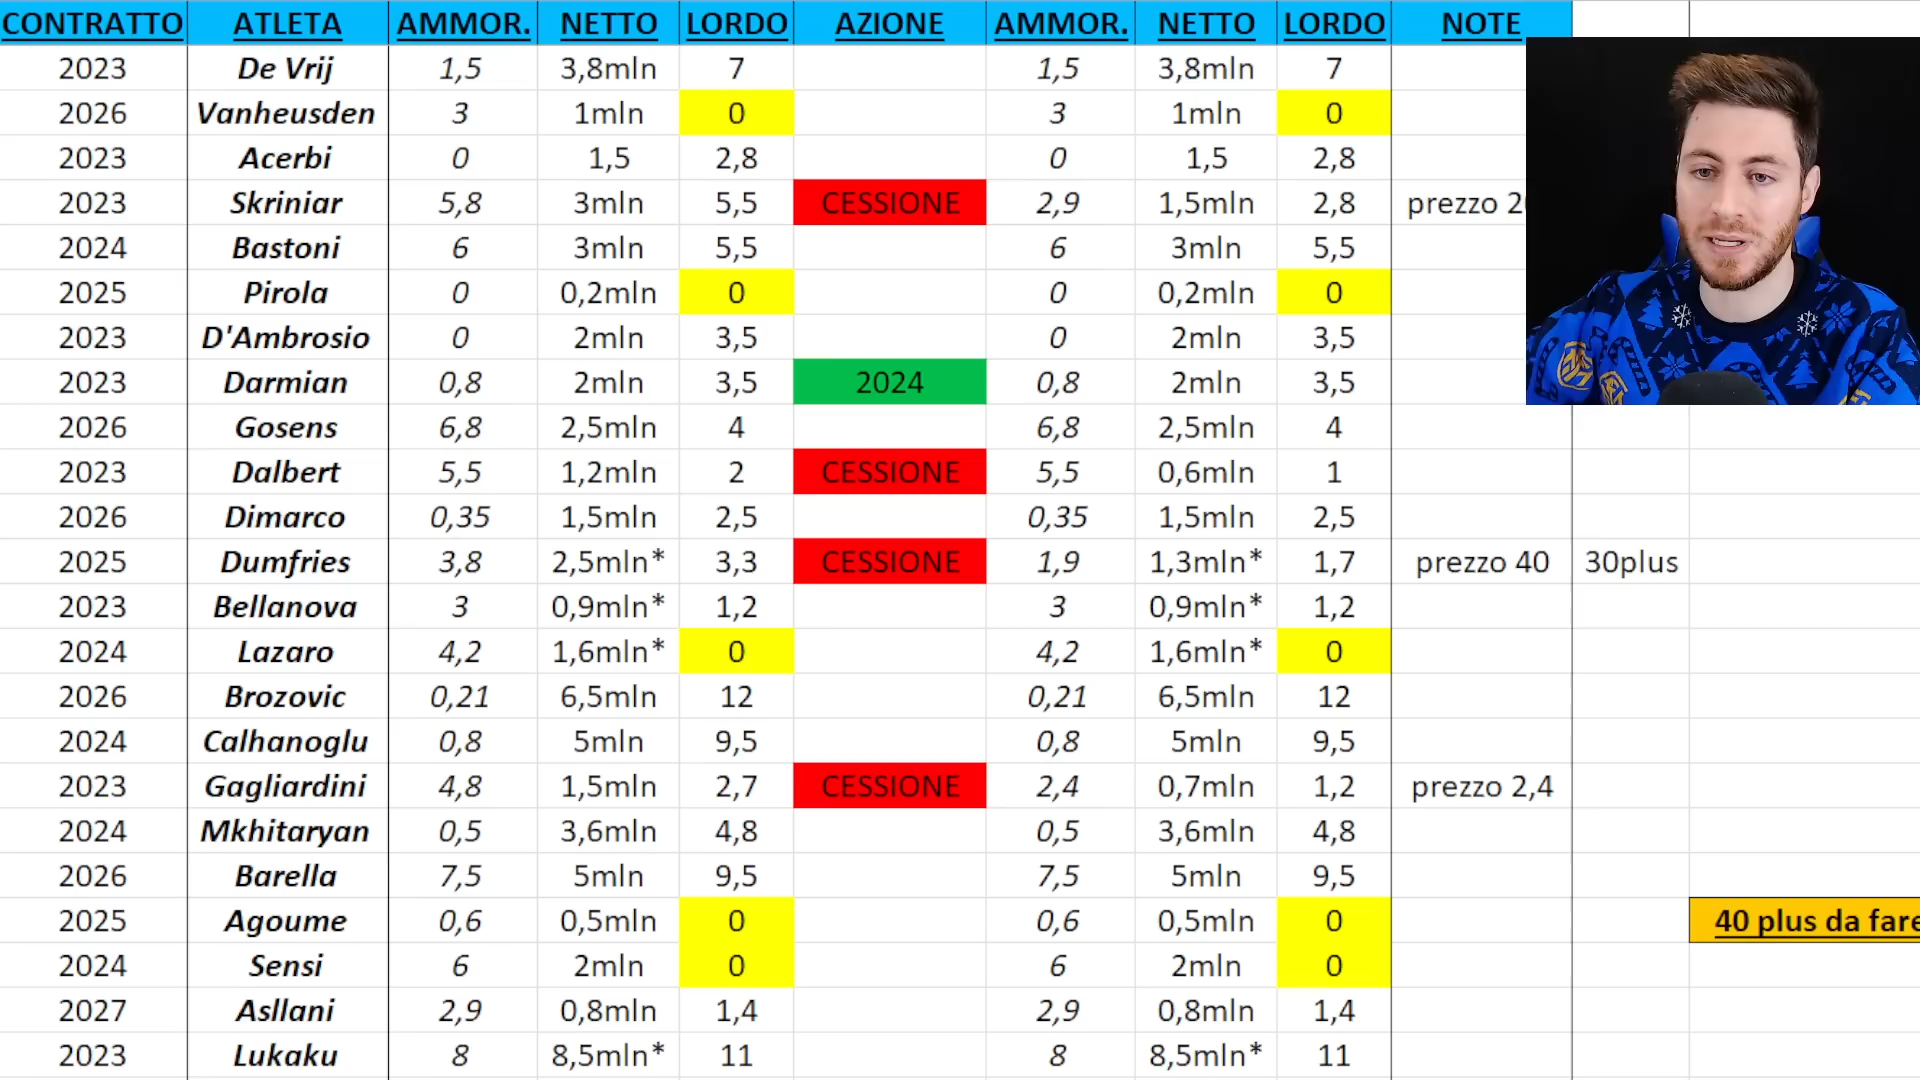 CONTRATTO ATLETA AMMOR. NETTO LORDO AZIONE AMMOR. NETTO LORDO NOTE
2023 De Vrij 1,5 3,8mln 7 1,5 3,8mln 7
2026 Vanheusden 3 1mln 0 3 1mln 0
2023 Acerbi 0 1,5 2,8 0 1,5 2,8
2023 Skriniar 5,8 3mln 5,5 CESSIONE 2,9 1,5mln 2,8 prezzo
2024 Bastoni 6 3mln 5,5 6 3mln 5,5
2025 Pirola 0 0,2mln 0 0 0,2mln 0
2023 D'Ambrosio 0 2mln 3,5 0 2mln 3,5
2023 Darmian 0,8 2mln 3,5 2024 0,8 2mln 3,5
2026 Gosens 6,8 2,5mln 4 6,8 2,5mln 4
2023 Dalbert 5,5 1,2mln 2 CESSIONE 5,5 0,6mln 1
2026 Dimarco 0,35 1,5mln 2,5 0,35 1,5mln 2,5
2025 Dumfries 3,8 2,5mln* 3,3 CESSIONE 1,9 1,3mln* 1,7 prezzo 40 30plus
2023 Bellanova 3 0,9mln* 1,2 3 0,9mln* 1,2
2024 Lazaro 4,2 1,6mln* 0 4,2 1,6mln* 0
2026 Brozovic 0,21 6,5mln 12 0,21 6,5mln 12
2024 Calhanoglu 0,8 5mln 9,5 0,8 5mln 9,5
2023 Gagliardini 4,8 1,5mln 2,7 CESSIONE 2,4 0,7mln 1,2 prezzo 2,4
2024 Mkhitaryan 0,5 3,6mln 4,8 0,5 3,6mln 4,8
2026 Barella 7,5 5mln 9,5 7,5 5mln 9,5
2025 Agoume 0,6 0,5mln 0 0,6 0,5mln 0 40 plus da fare
2024 Sensi 6 2mln 0 6 2mln 0
2027 Asllani 2,9 0,8mln 1,4 2,9 0,8mln 1,4
2023 Lukaku 8 8,5mln* 11 8 8,5mln* 11